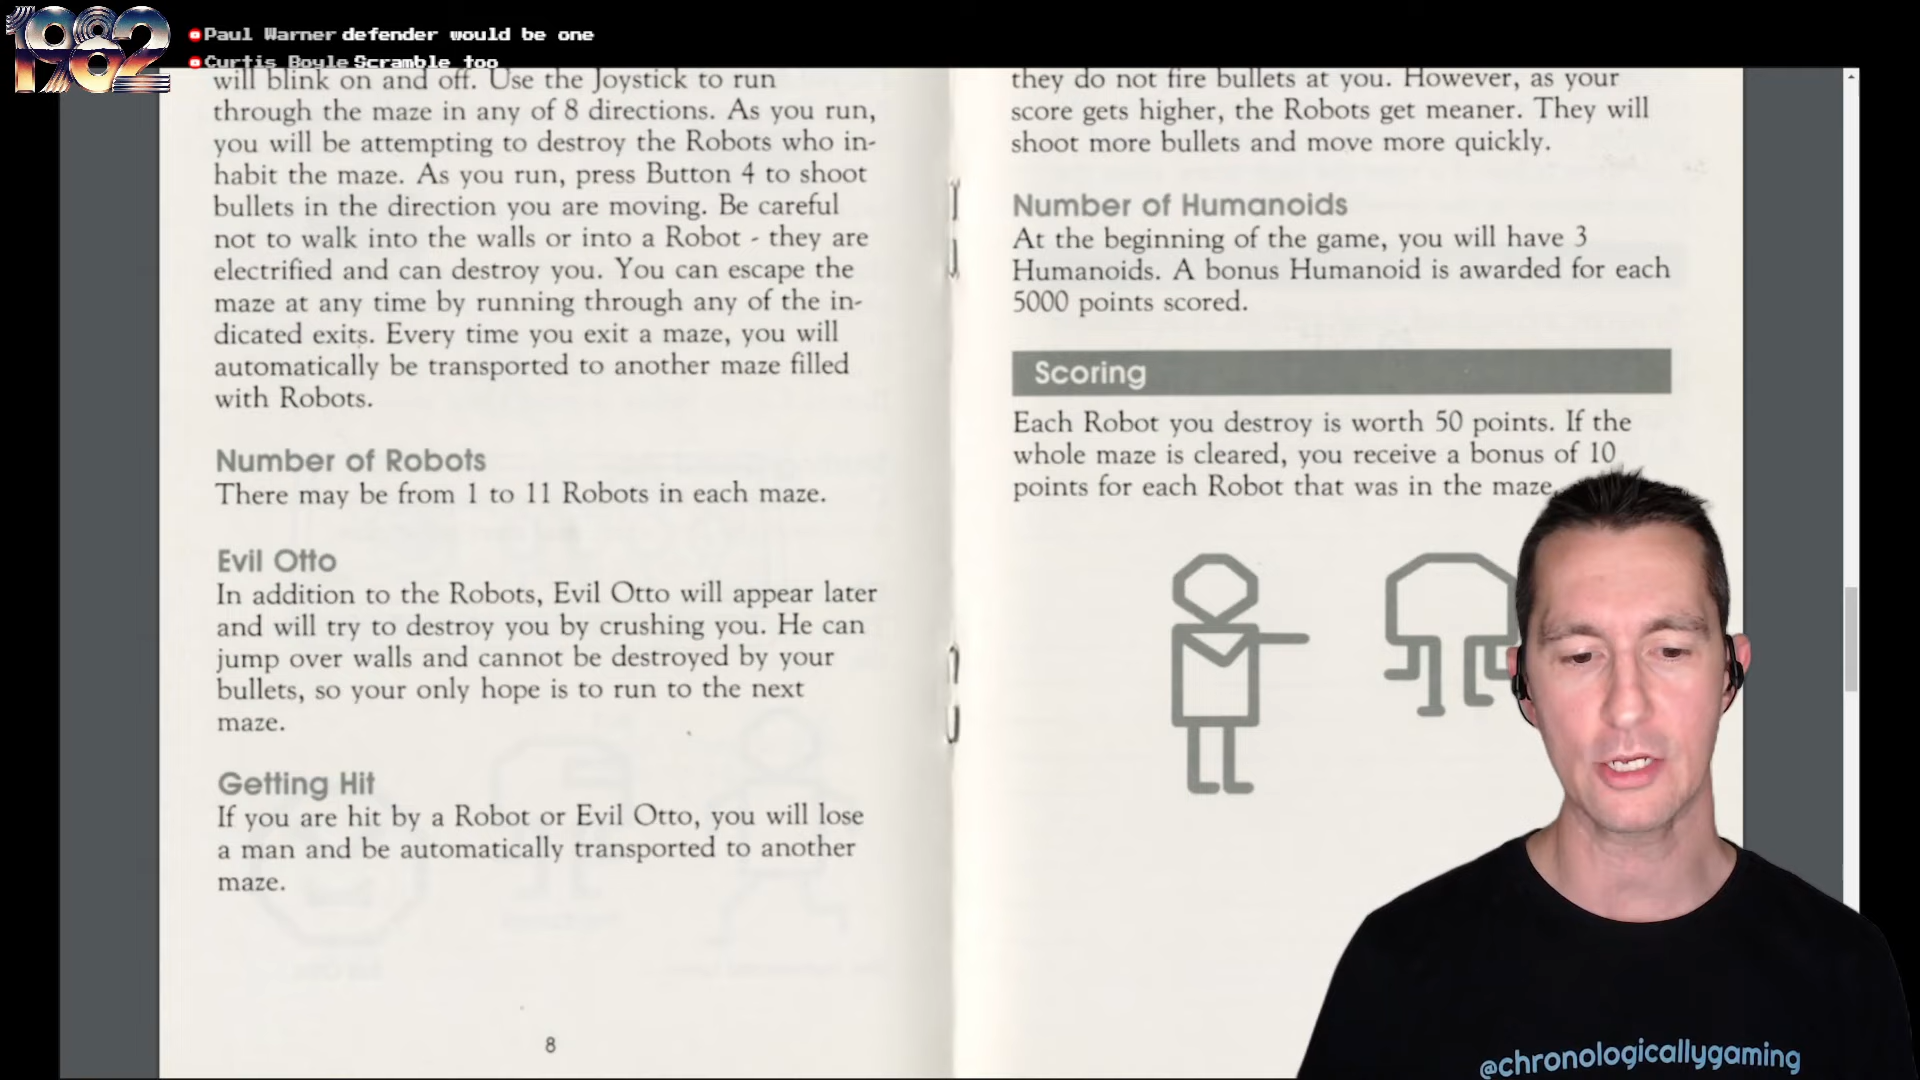 1982
Paul Warner defender would be one
Curtis Boyle Scramble too
will blink on and off. Use the Joystick to run
through the maze in any of 8 directions. As you run,
you will be attempting to destroy the Robots who in-
habit the maze. As you run, press Button 4 to shoot
bullets in the direction you are moving. Be careful
not to walk into the walls or into a Robot - they are
electrified and can destroy you. You can escape the
maze at any time by running through any of the in-
dicated exits. Every time you exit a maze, you will
automatically be transported to another maze filled
with Robots.
Number of Robots
There may be from 1 to 11 Robots in each maze.
Evil Otto
In addition to the Robots, Evil Otto will appear later
and will try to destroy you by crushing you. He can
jump over walls and cannot be destroyed by your
bullets, so your only hope is to run to the next
maze.
Getting Hit
If you are hit by a Robot or Evil Otto, you will lose
a man and be automatically transported to another
maze.
8
they do not fire bullets at you. However, as your
score gets higher, the Robots get meaner. They will
shoot more bullets and move more quickly.
Number of Humanoids
At the beginning of the game, you will have 3
Humanoids. A bonus Humanoid is awarded for each
5000 points scored.
Scoring
Each Robot you destroy is worth 50 points. If the
whole maze is cleared, you receive a bonus of 10
points for each Robot that was in the maze.
@chronologicallygaming